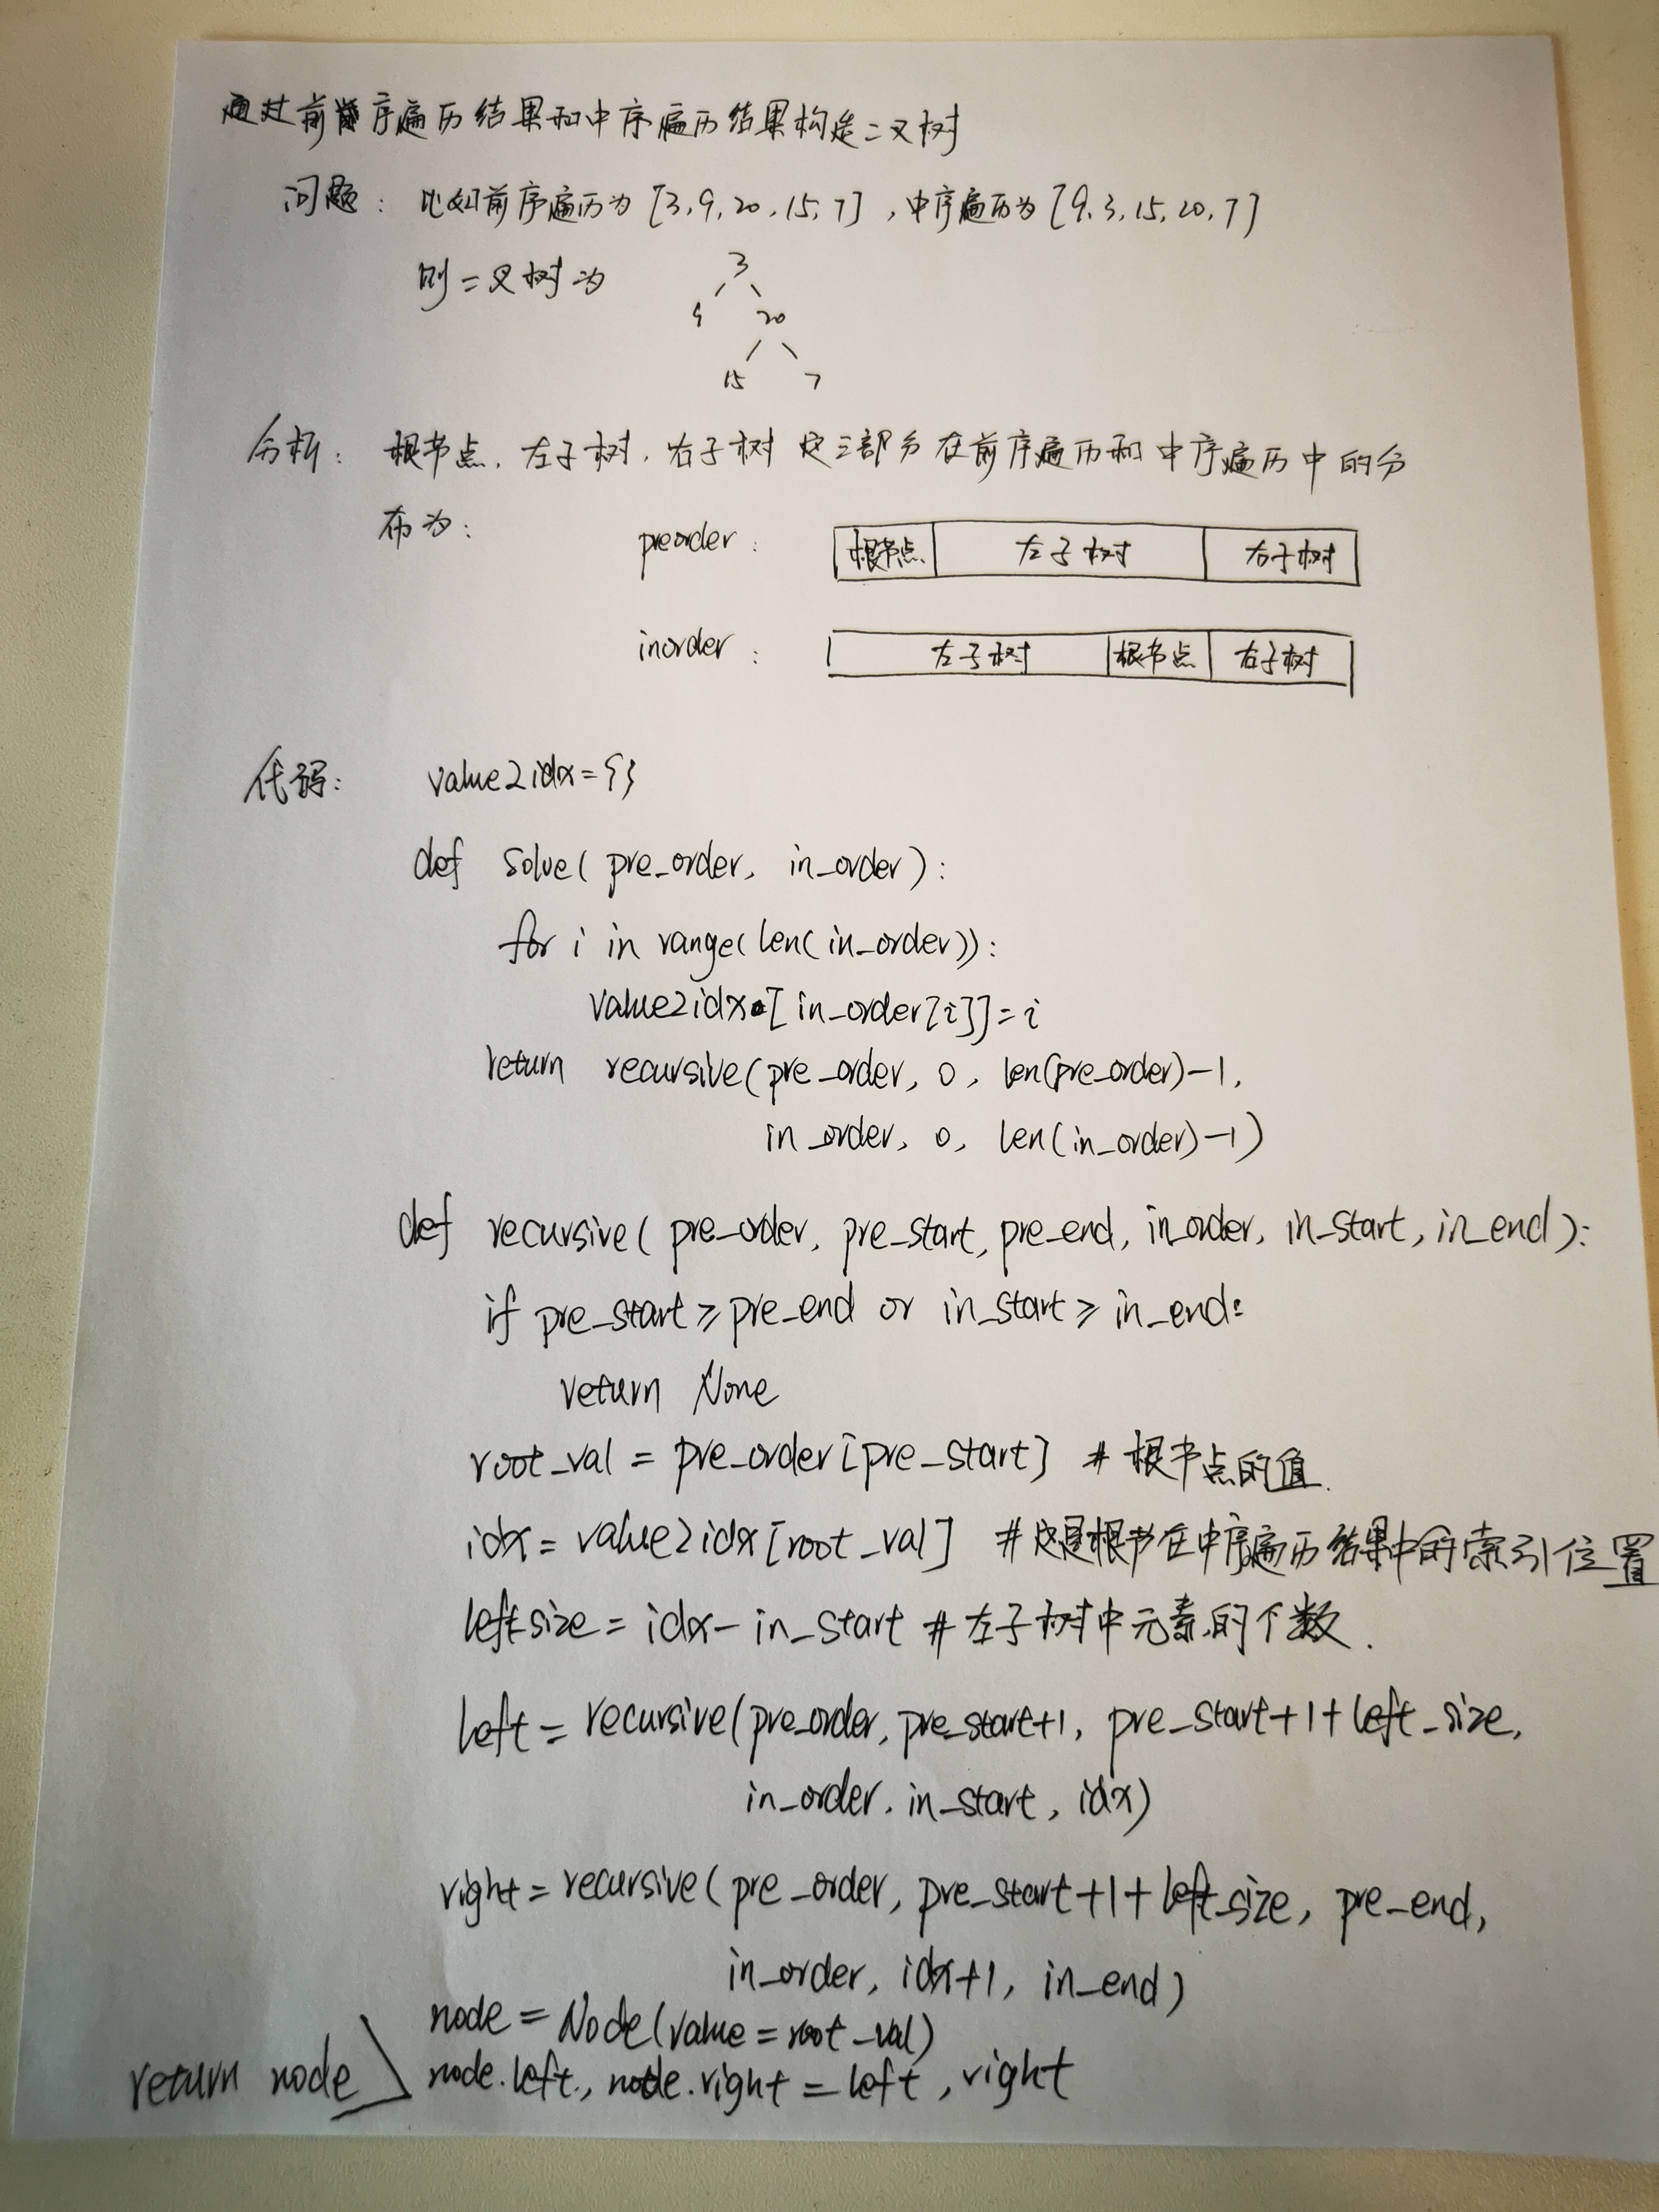 通过前序遍历结果和中序遍历结果构造二叉树
问题: 比如前序遍历为 [3,9,20,15,7], 中序遍历为 [9,3,15,20,7]
则二叉树为
3
9 20
15 7
分析: 根节点, 左子树, 右子树 这三部分在前序遍历和中序遍历中的分
布为:
preorder: 根节点 左子树 右子树
inorder: 左子树 根节点 右子树
代码: value2idx={}
def solve(pre_order, in_order):
for i in range(len(in_order)):
value2idx[in_order[i]]=i
return recursive(pre_order, 0, len(pre_order)-1,
in_order, 0, len(in_order)-1)
def recursive(pre_order, pre_start, pre_end, in_order, in_start, in_end):
if pre_start ≥ pre_end or in_start ≥ in_end:
return None
root_val = pre_order[pre_start] # 根节点的值.
idx = value2idx[root_val] # 这是根节在中序遍历结果中的索引位置
left_size = idx - in_start # 左子树中元素的个数.
left = recursive(pre_order, pre_start+1, pre_start+1+left_size,
in_order, in_start, idx)
right = recursive(pre_order, pre_start+1+left_size, pre_end,
in_order, idx+1, in_end)
node = Node(value=root_val)
node.left, node.right = left, right
return node